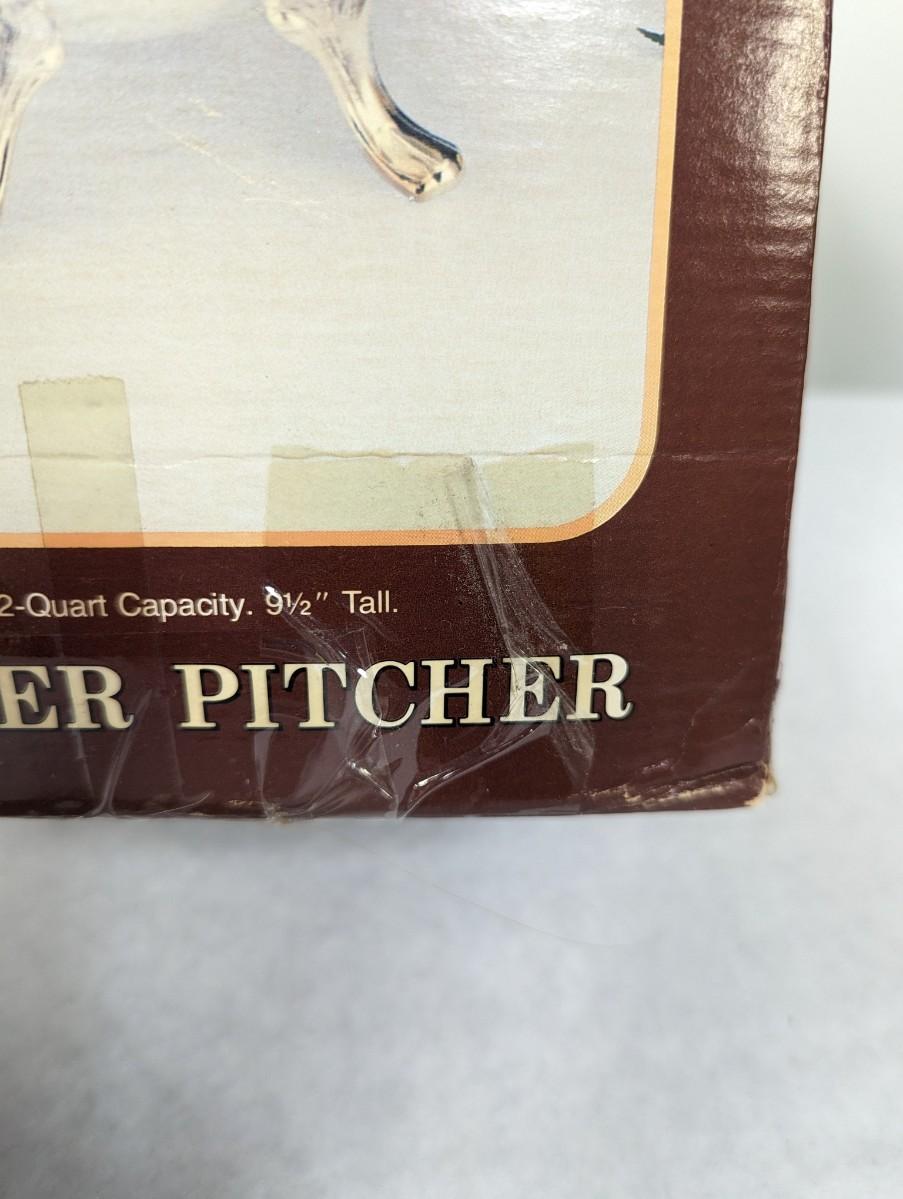 2-Quart Capacity. 9½″ Tall.
ER PITCHER